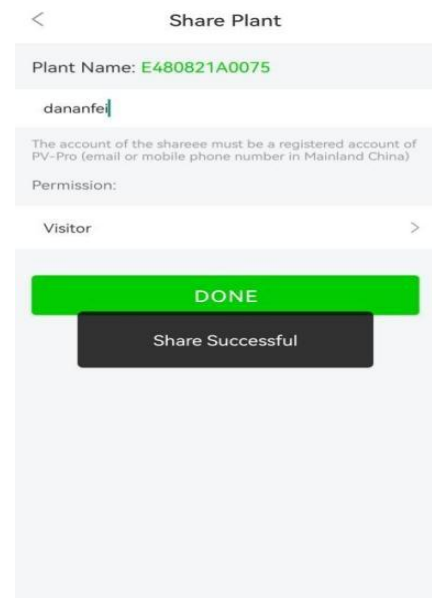 Share Plant
Plant Name: E480821A0075
dananfei
The account of the shareee must be a registered account of
PV-Pro (email or mobile phone number in Mainland China)
Permission:
Visitor
DONE
Share Successful